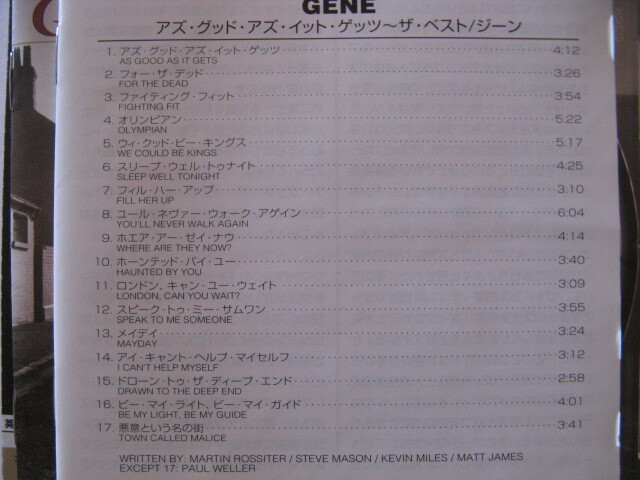 GENE
アズ・グッド・アズ・イット・ゲッツ〜ザ・ベスト/ジーン
1. アズ・グッド・アズ・イット・ゲッツ 4:12
AS GOOD AS IT GETS
2. フォー・ザ・デッド 3:26
FOR THE DEAD
3. ファイティング・フィット 3:54
FIGHTING FIT
4. オリンピアン 5:22
OLYMPIAN
5. ウィ・クッド・ビー・キングス 5:17
WE COULD BE KINGS
6. スリープ・ウェル・トゥナイト 4:25
SLEEP WELL TONIGHT
7. フィル・ハー・アップ 3:10
FILL HER UP
8. ユール・ネヴァー・ウォーク・アゲイン 6:04
YOU'LL NEVER WALK AGAIN
9. ホエア・アー・ゼイ・ナウ 4:14
WHERE ARE THEY NOW?
10. ホーンテッド・バイ・ユー 3:40
HAUNTED BY YOU
11. ロンドン、キャン・ユー・ウェイト 3:09
LONDON, CAN YOU WAIT?
12. スピーク・トゥ・ミー・サムワン 3:55
SPEAK TO ME SOMEONE
13. メイデイ 3:24
MAYDAY
14. アイ・キャント・ヘルプ・マイセルフ 3:12
I CAN'T HELP MYSELF
15. ドローン・トゥ・ザ・ディープ・エンド 2:58
DRAWN TO THE DEEP END
16. ビー・マイ・ライト、ビー・マイ・ガイド 4:01
BE MY LIGHT, BE MY GUIDE
17. 悪意という名の街 3:41
TOWN CALLED MALICE
WRITTEN BY: MARTIN ROSSITER / STEVE MASON / KEVIN MILES / MATT JAMES
EXCEPT 17: PAUL WELLER